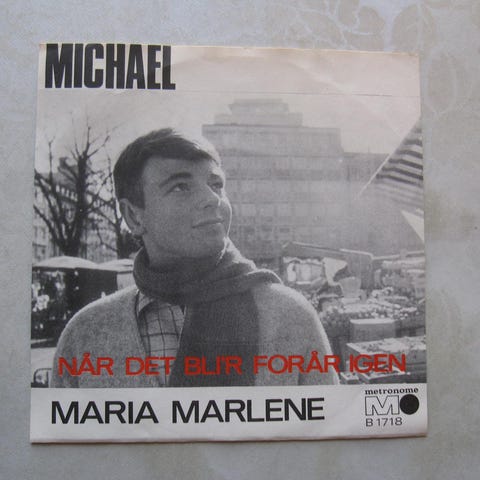 MICHAEL
NÅR DET BLI'R FORÅR IGEN
MARIA MARLENE
metronome
M
B 1718